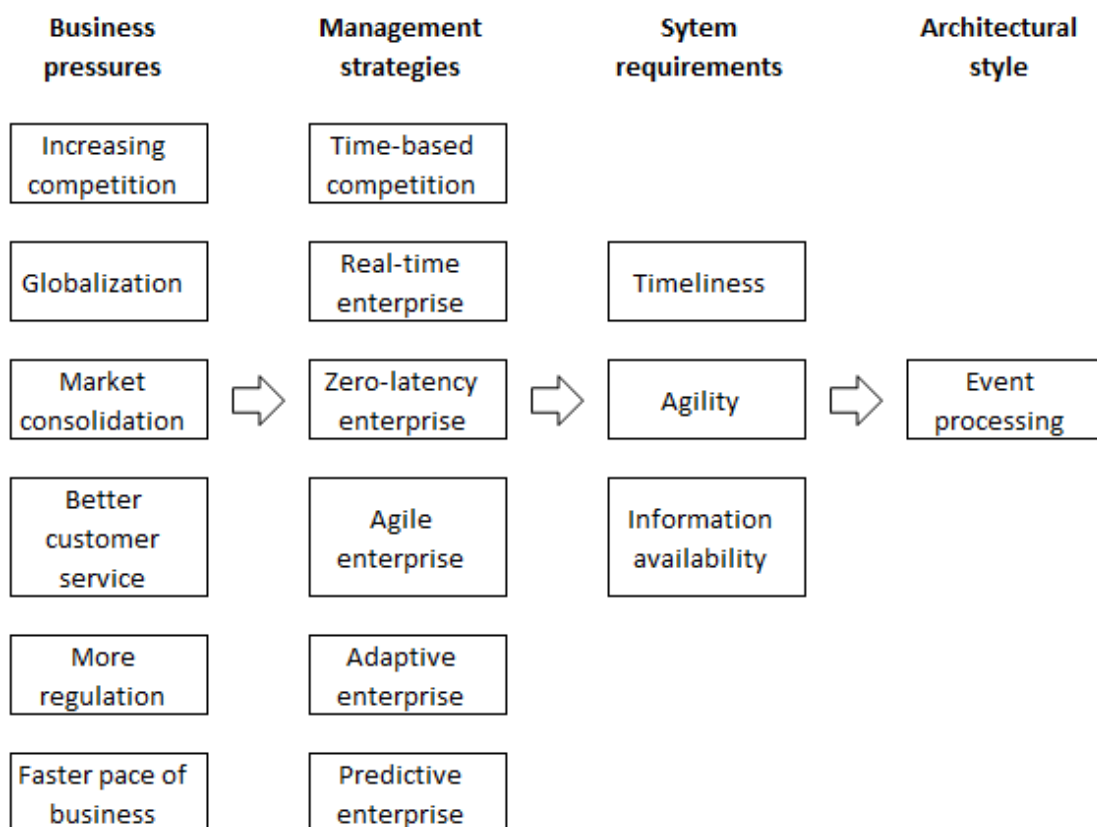 Business
pressures
Management
strategies
Sytem
requirements
Architectural
style
Increasing
competition
Time-based
competition
Globalization
Real-time
enterprise
Timeliness
Market
consolidation
Zero-latency
enterprise
Agility
Event
processing
Better
customer
service
Agile
enterprise
Information
availability
More
regulation
Adaptive
enterprise
Faster pace of
business
Predictive
enterprise